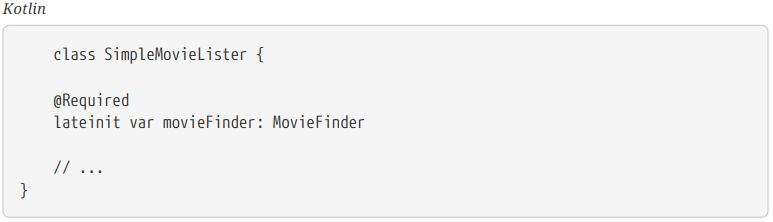 Kotlin
    class SimpleMovieLister {
    @Required
    lateinit var movieFinder: MovieFinder
    // ...
}